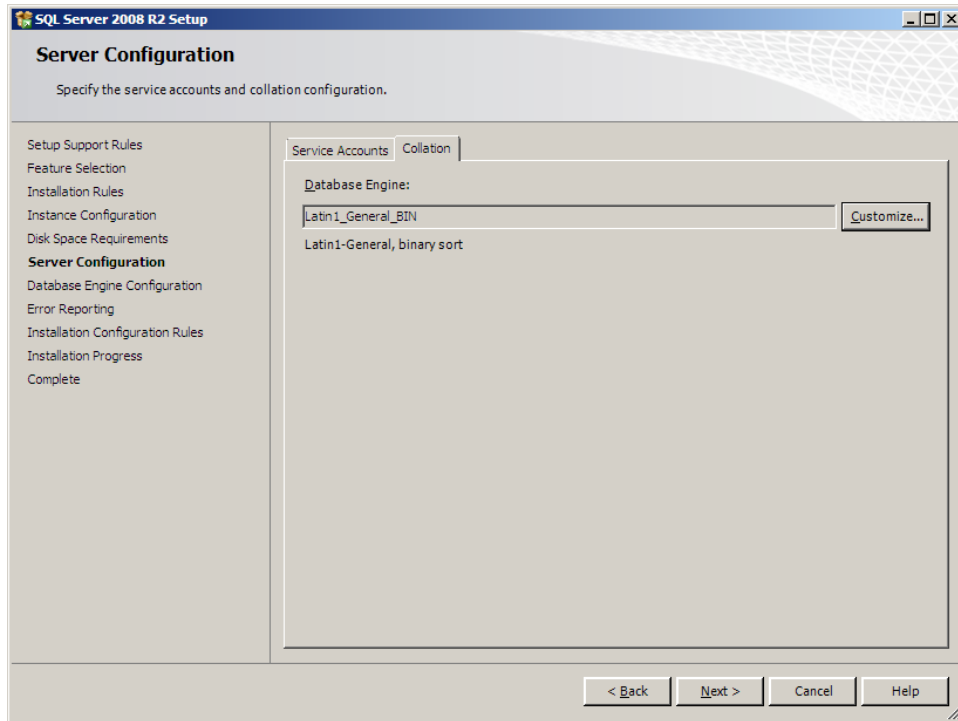 SQL Server 2008 R2 Setup
Server Configuration
Specify the service accounts and collation configuration.
Setup Support Rules
Feature Selection
Installation Rules
Instance Configuration
Disk Space Requirements
Server Configuration
Database Engine Configuration
Error Reporting
Installation Configuration Rules
Installation Progress
Complete
Service Accounts Collation
Database Engine:
Latin1_General_BIN Customize...
Latin1-General, binary sort
< Back Next > Cancel Help